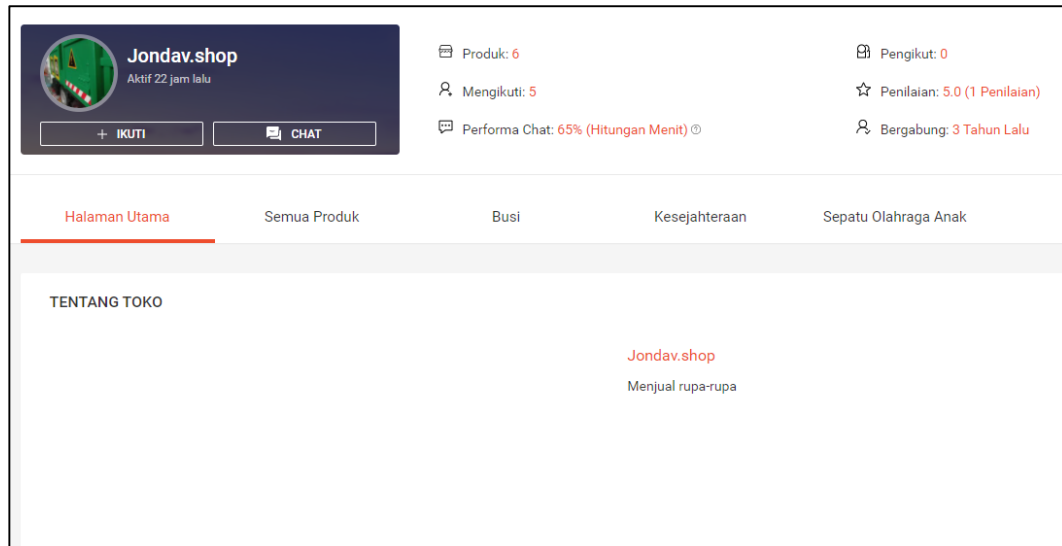 Jondav.shop
Aktif 22 jam lalu
+ IKUTI
CHAT
Produk: 6
Mengikuti: 5
Performa Chat: 65% (Hitungan Menit)
Pengikut: 0
Penilaian: 5.0 (1 Penilaian)
Bergabung: 3 Tahun Lalu
Halaman Utama
Semua Produk
Busi
Kesejahteraan
Sepatu Olahraga Anak
TENTANG TOKO
Jondav.shop
Menjual rupa-rupa